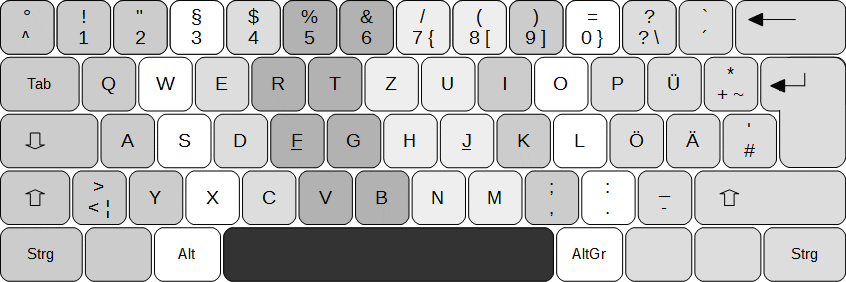 ° ! " § $ % & / ( ) = ? `
^ 1 2 3 4 5 6 7 { 8 [ 9 ] 0 } ? \ ´
Tab Q W E R T Z U I O P Ü * + ~
A S D F G H J K L Ö Ä ' #
> < ¦ Y X C V B N M ; , : . _ -
Strg Alt AltGr Strg